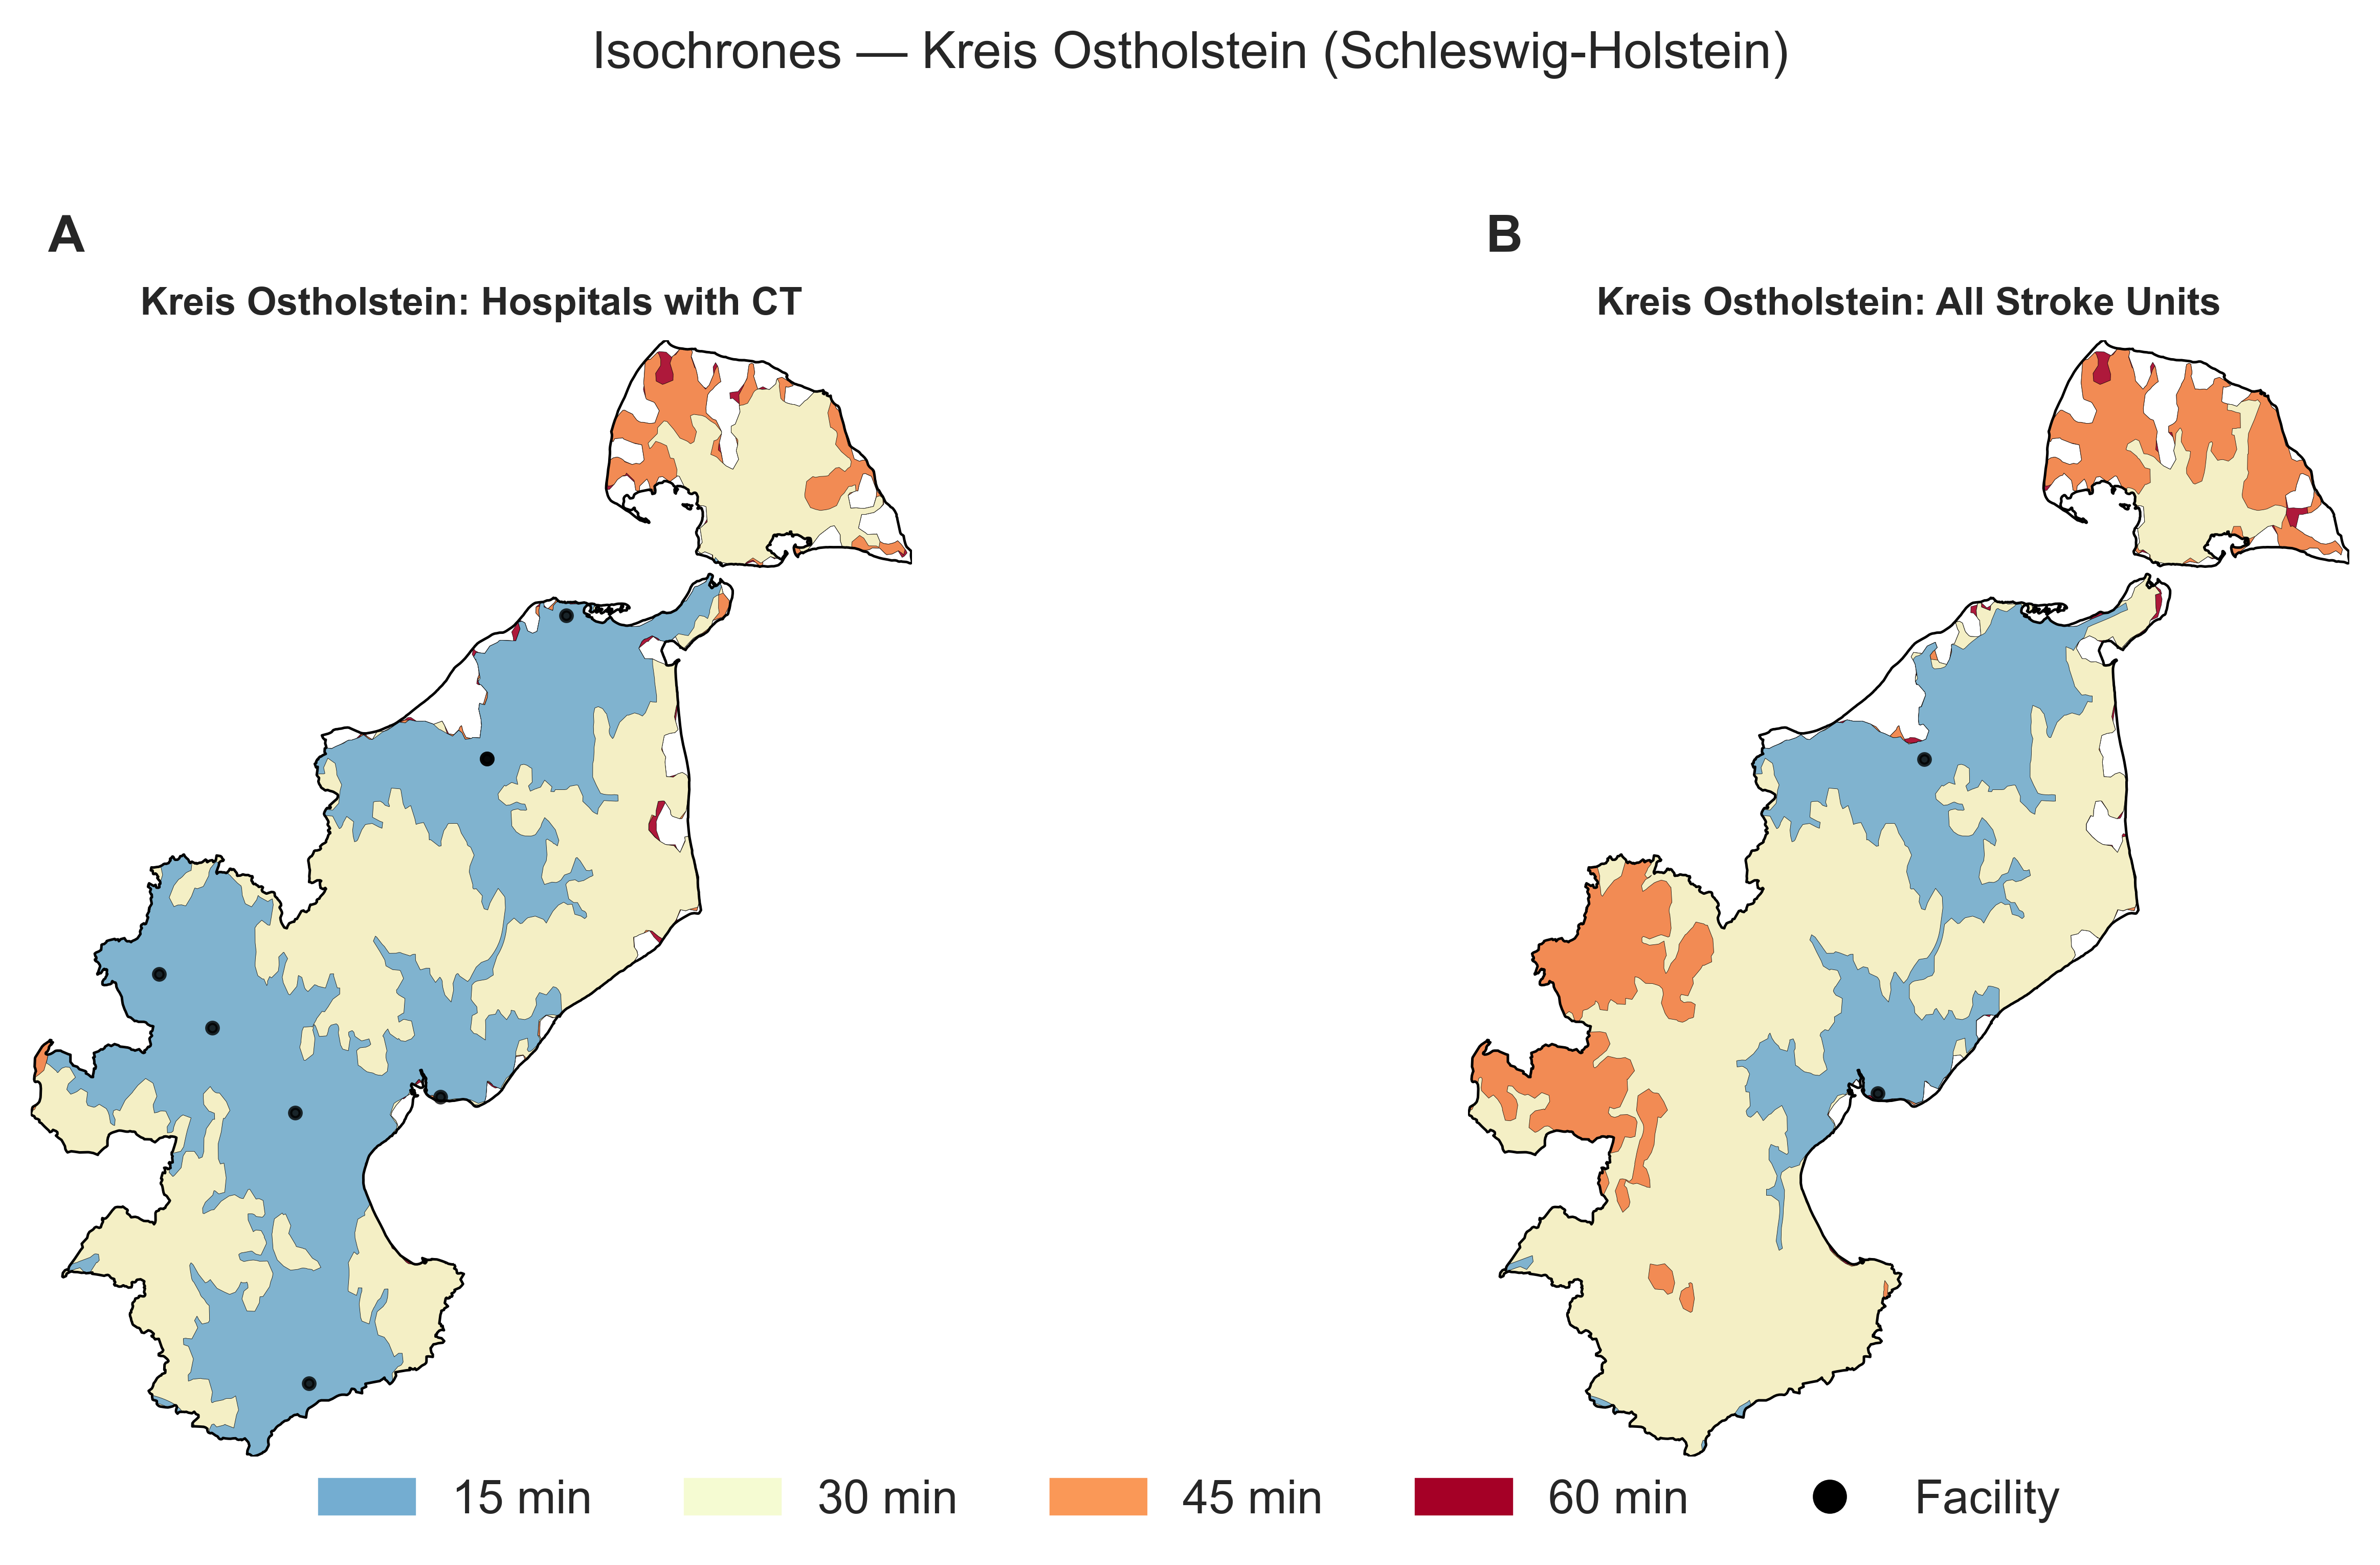 Isochrones — Kreis Ostholstein (Schleswig-Holstein)
A
B
Kreis Ostholstein: Hospitals with CT
Kreis Ostholstein: All Stroke Units
15 min
30 min
45 min
60 min
Facility